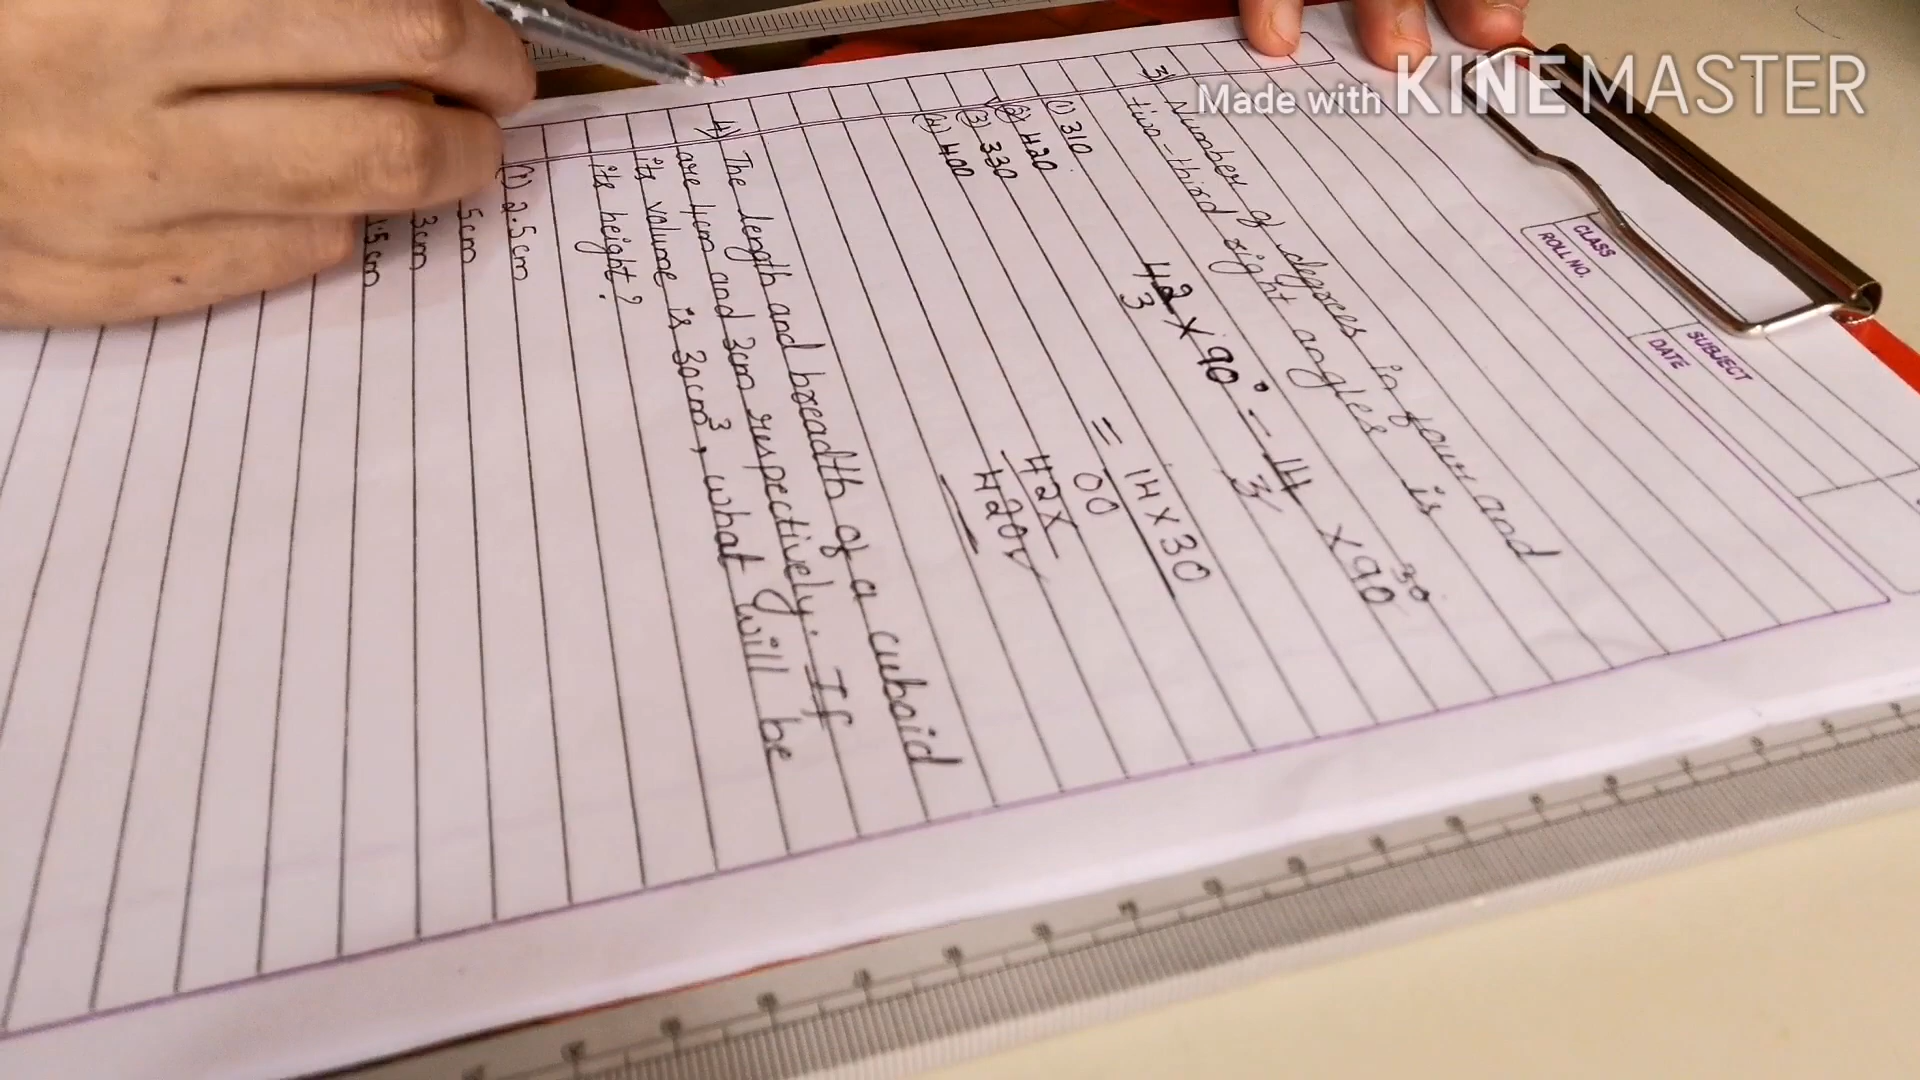 Made with KINEMASTER
CLASS
ROLL NO.
SUBJECT
DATE
3) Number of degrees in four and
two-third right angles is
(1) 310
(2) 420
(3) 330
(4) 400
4 2/3 × 90° = 14/3 × 90 30
= 14×30
00
42×
420✓
4) The length and breadth of a cuboid
are 4cm and 3cm respectively. If
its volume is 30cm³, what will be
its height?
(1) 2.5cm
5cm
3cm
1.5cm